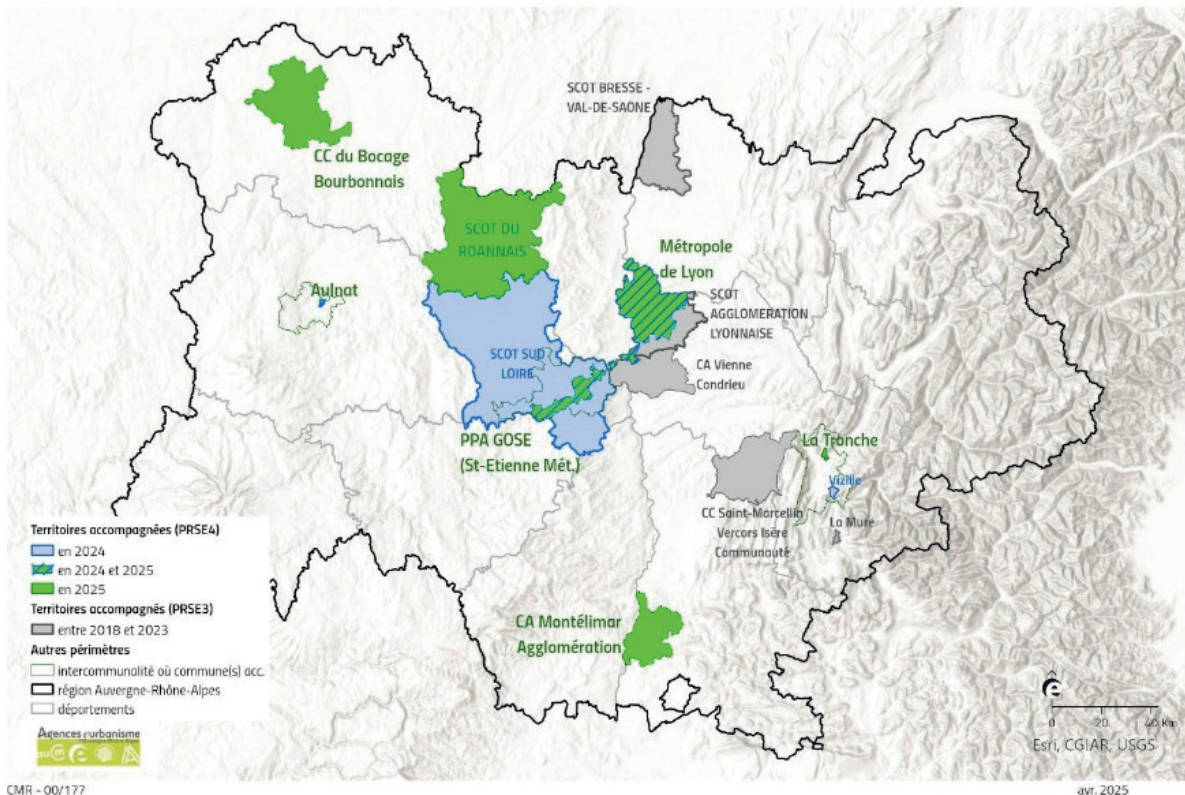 SCOT BRESSE -
VAL-DE-SAÔNE
CC du Bocage
Bourbonnais
SCOT DU
ROANNAIS
Métropole
de Lyon
Aulnat
SCOT
AGGLOMERATION
LYONNAISE
SCOT SUD
LOIRE
CA Vienne
Condrieu
PPA GOSE
(St-Etienne Mét.)
La Tronche
Vizille
CC Saint-Marcellin
Vercors Isère
Communauté
La Mure
CA Montélimar
Agglomération
Territoires accompagnées (PRSE4)
en 2024
en 2024 et 2025
en 2025
Territoires accompagnés (PRSE3)
entre 2018 et 2023
Autres périmètres
intercommunalité où commune(s) acc.
région Auvergne-Rhône-Alpes
départements
Agences d'urbanisme
0 20 40 Km
Esri, CGIAR, USGS
CMR - 00/177
avr. 2025